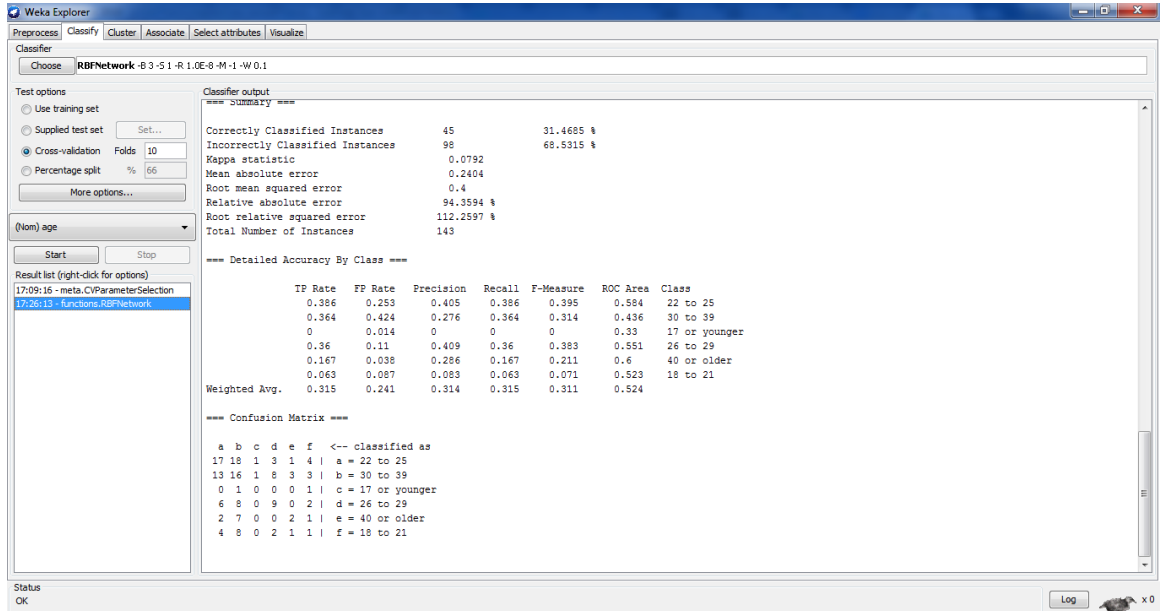 Weka Explorer
Preprocess Classify Cluster Associate Select attributes Visualize
Classifier
Choose RBFNetwork -B 3 -S 1 -R 1.0E-8 -M -1 -W 0.1
Test options
Use training set
Supplied test set Set...
Cross-validation Folds 10
Percentage split % 66
More options...
(Nom) age
Start Stop
Result list (right-click for options)
17:09:16 - meta.CVParameterSelection
17:26:13 - functions.RBFNetwork
Classifier output
=== Summary ===
Correctly Classified Instances 45 31.4685 %
Incorrectly Classified Instances 98 68.5315 %
Kappa statistic 0.0792
Mean absolute error 0.2404
Root mean squared error 0.4
Relative absolute error 94.3594 %
Root relative squared error 112.2597 %
Total Number of Instances 143
=== Detailed Accuracy By Class ===
TP Rate FP Rate Precision Recall F-Measure ROC Area Class
0.386 0.253 0.405 0.386 0.395 0.584 22 to 25
0.364 0.424 0.276 0.364 0.314 0.436 30 to 39
0 0.014 0 0 0 0.33 17 or younger
0.36 0.11 0.409 0.36 0.383 0.551 26 to 29
0.167 0.038 0.286 0.167 0.211 0.6 40 or older
0.063 0.087 0.083 0.063 0.071 0.523 18 to 21
Weighted Avg. 0.315 0.241 0.314 0.315 0.311 0.524
=== Confusion Matrix ===
a b c d e f <-- classified as
17 18 1 3 1 4 | a = 22 to 25
13 16 1 8 3 3 | b = 30 to 39
0 1 0 0 0 1 | c = 17 or younger
6 8 0 9 0 2 | d = 26 to 29
2 7 0 0 2 1 | e = 40 or older
4 8 0 2 1 1 | f = 18 to 21
Status
OK
Log x 0